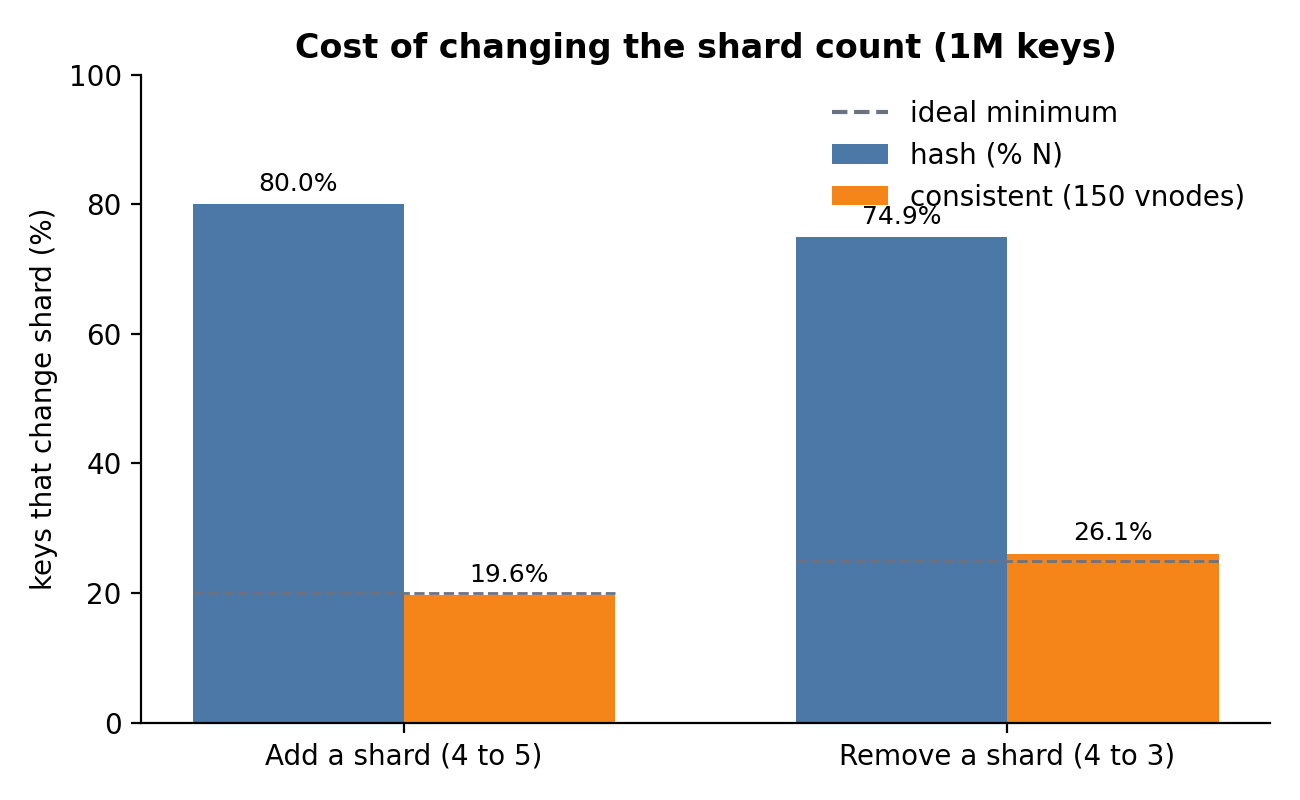 Cost of changing the shard count (1M keys)
keys that change shard (%)
100
80
60
40
20
0
ideal minimum
hash (% N)
consistent (150 vnodes)
80.0%
19.6%
74.9%
26.1%
Add a shard (4 to 5)
Remove a shard (4 to 3)